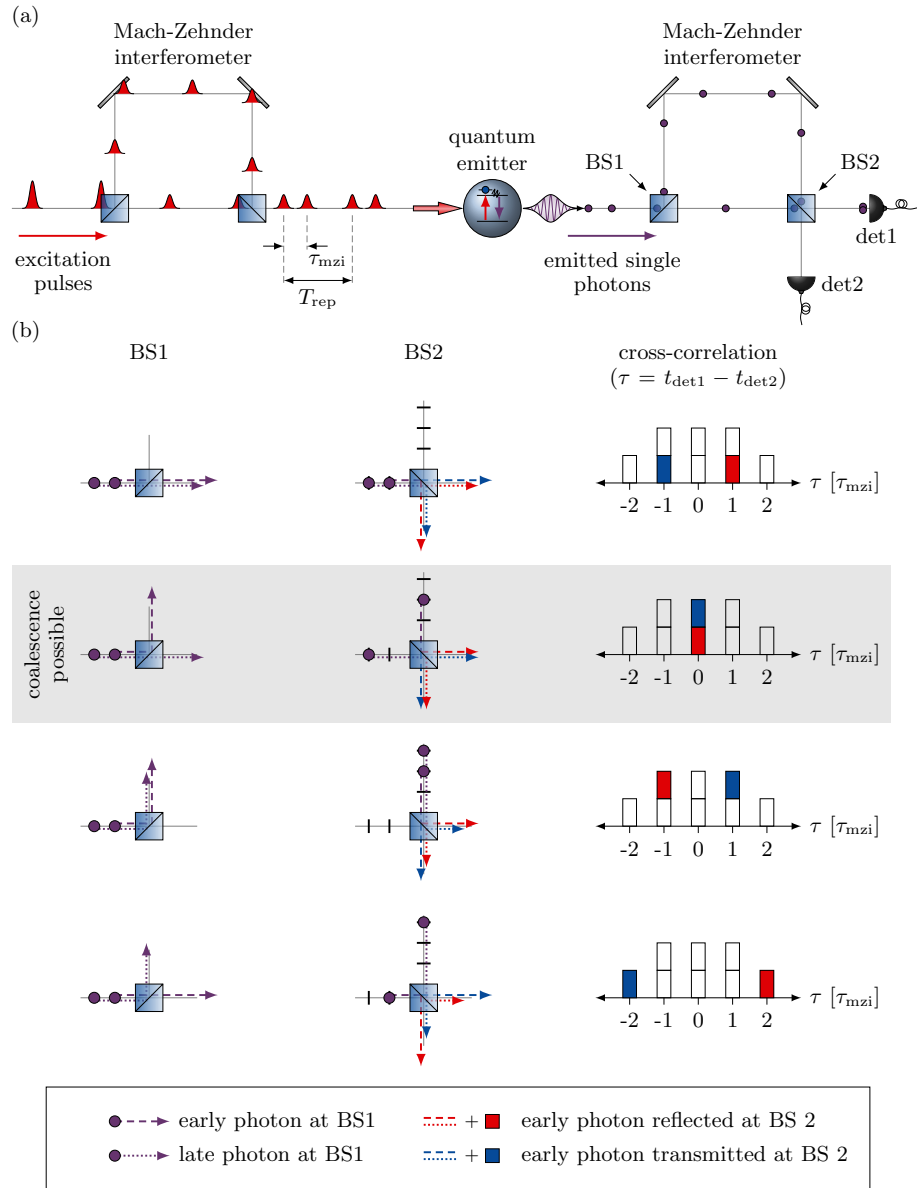 (a)
Mach-Zehnder
interferometer
Mach-Zehnder
interferometer
quantum
emitter
BS1
BS2
excitation
pulses
τmzi
Trep
emitted single
photons
det1
det2
(b)
BS1
BS2
cross-correlation
(τ = tdet1 − tdet2)
-2 -1 0 1 2 τ [τmzi]
coalescence
possible
-2 -1 0 1 2 τ [τmzi]
-2 -1 0 1 2 τ [τmzi]
-2 -1 0 1 2 τ [τmzi]
early photon at BS1
+ early photon reflected at BS 2
late photon at BS1
+ early photon transmitted at BS 2